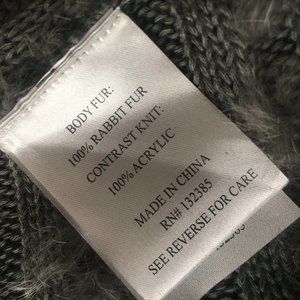 BODY FUR:
100% RABBIT FUR
CONTRAST KNIT:
100% ACRYLIC
MADE IN CHINA
RN# 132385
SEE REVERSE FOR CARE